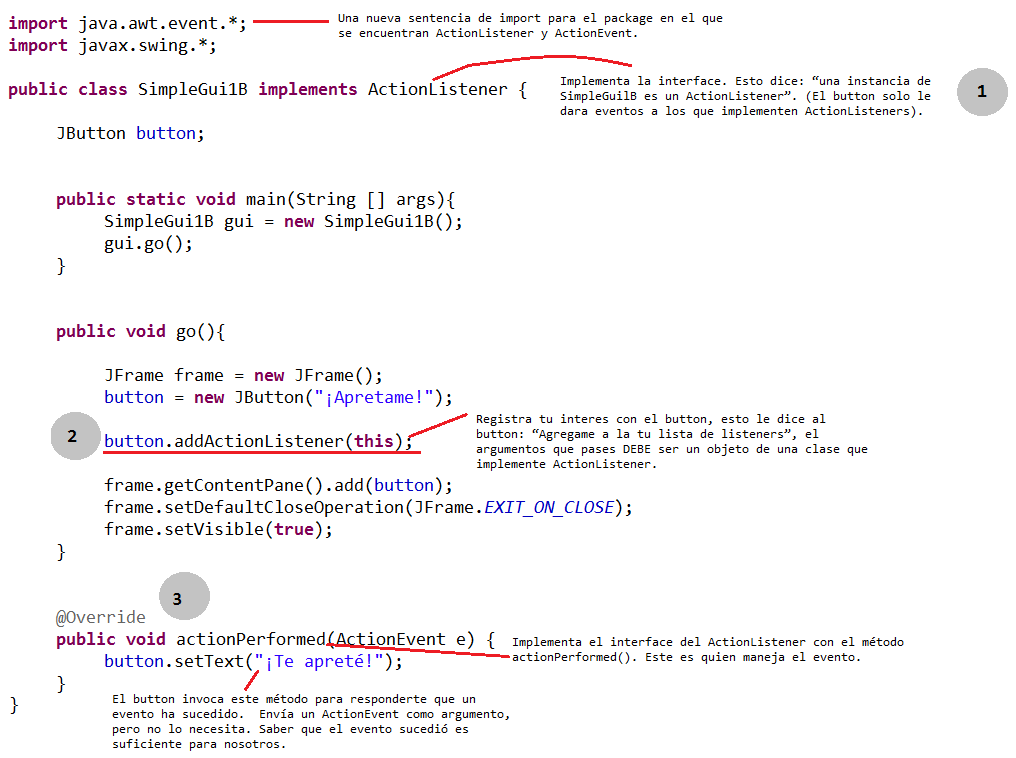 import java.awt.event.*;
Una nueva sentencia de import para el package en el que
se encuentran ActionListener y ActionEvent.
import javax.swing.*;
public class SimpleGui1B implements ActionListener {
Implementa la interface. Esto dice: “una instancia de
SimpleGuilB es un ActionListener”. (El button solo le
dara eventos a los que implementen ActionListeners).
1
JButton button;
public static void main(String [] args){
SimpleGui1B gui = new SimpleGui1B();
gui.go();
}
public void go(){
JFrame frame = new JFrame();
button = new JButton("¡Apretame!");
2
button.addActionListener(this);
Registra tu interes con el button, esto le dice al
button: “Agregame a la tu lista de listeners”, el
argumentos que pases DEBE ser un objeto de una clase que
implemente ActionListener.
frame.getContentPane().add(button);
frame.setDefaultCloseOperation(JFrame.EXIT_ON_CLOSE);
frame.setVisible(true);
}
3
@Override
public void actionPerformed(ActionEvent e) {
Implementa el interface del ActionListener con el método
actionPerformed(). Este es quien maneja el evento.
button.setText("¡Te apreté!");
}
El button invoca este método para responderte que un
evento ha sucedido.  Envía un ActionEvent como argumento,
pero no lo necesita. Saber que el evento sucedió es
suficiente para nosotros.
}